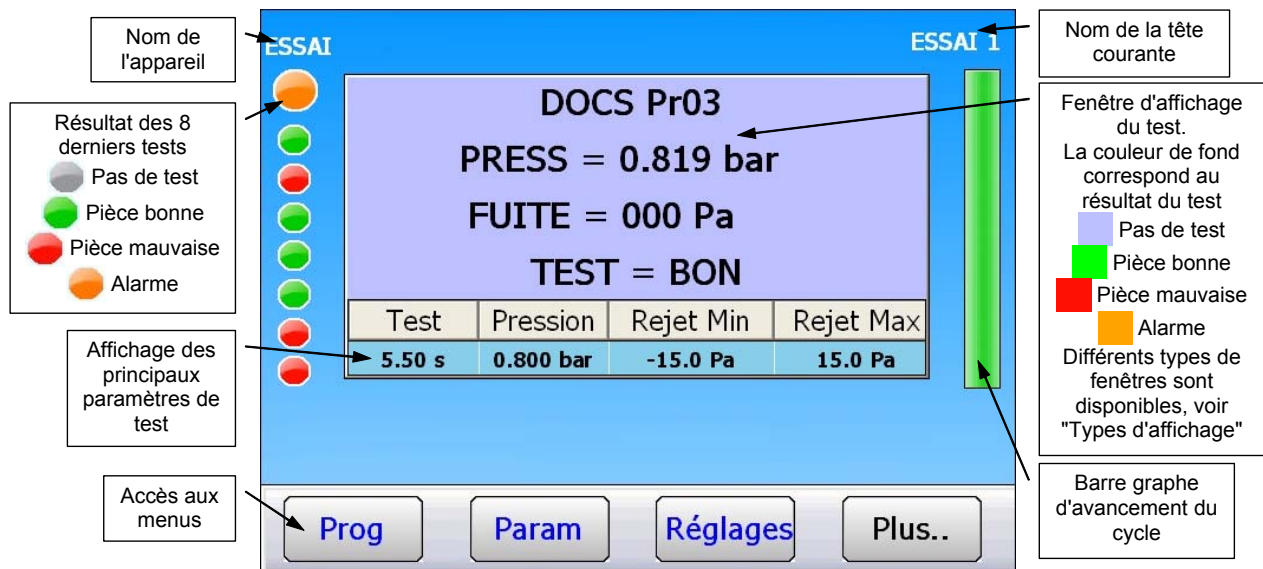 Nom de
l'appareil
Résultat des 8
derniers tests
Pas de test
Pièce bonne
Pièce mauvaise
Alarme
Affichage des
principaux
paramètres de
test
Accès aux
menus
ESSAI
ESSAI 1
DOCS Pr03
PRESS = 0.819 bar
FUITE = 000 Pa
TEST = BON
Test Pression Rejet Min Rejet Max
5.50 s 0.800 bar -15.0 Pa 15.0 Pa
Prog Param Réglages Plus..
Nom de la tête
courante
Fenêtre d'affichage
du test.
La couleur de fond
correspond au
résultat du test
Pas de test
Pièce bonne
Pièce mauvaise
Alarme
Différents types de
fenêtres sont
disponibles, voir
"Types d'affichage"
Barre graphe
d'avancement du
cycle